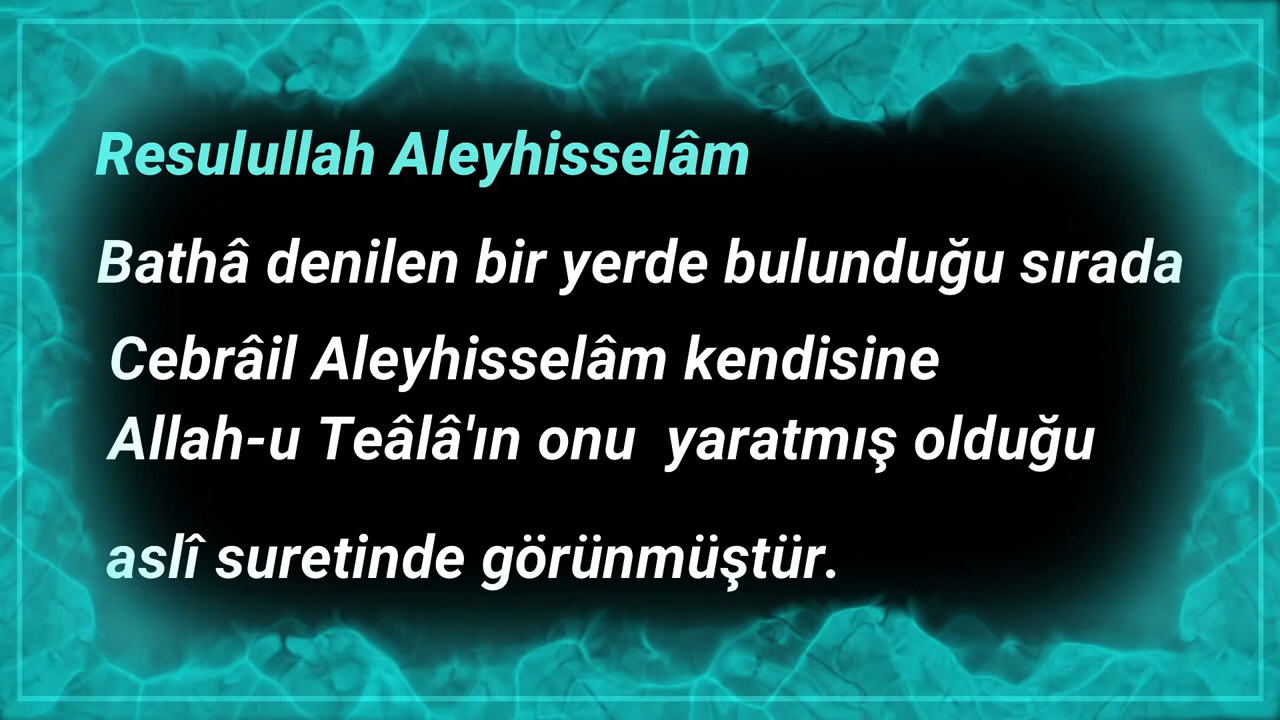 Resulullah Aleyhisselâm
Bathâ denilen bir yerde bulunduğu sırada
Cebrâil Aleyhisselâm kendisine
Allah-u Teâlâ'ın onu yaratmış olduğu
aslî suretinde görünmüştür.